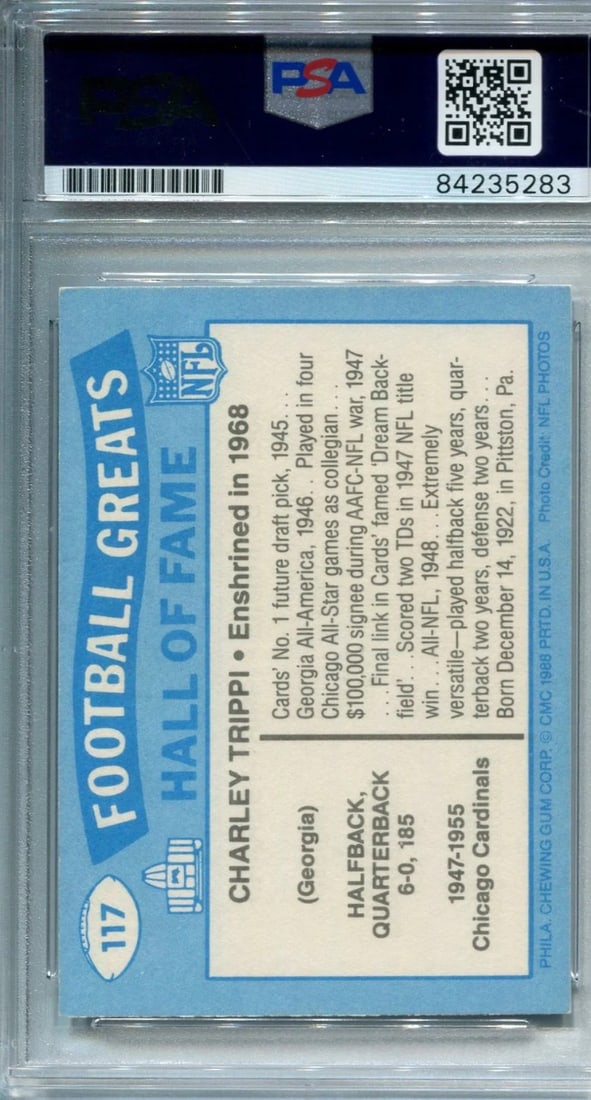 PSA
PSA
84235283
117
FOOTBALL GREATS
HALL OF FAME
NFL
CHARLEY TRIPPI • Enshrined in 1968
(Georgia)
HALFBACK,
QUARTERBACK
6-0, 185
1947-1955
Chicago Cardinals
Cards' No. 1 future draft pick, 1945....
Georgia All-America, 1946... Played in four
Chicago All-Star games as collegian....
$100,000 signee during AAFC-NFL war, 1947
...Final link in Cards' famed 'Dream Back-
field'...Scored two TDs in 1947 NFL title
win....All-NFL, 1948...Extremely
versatile—played halfback five years, quar-
terback two years, defense two years...
Born December 14, 1922, in Pittston, Pa.
PHILA. CHEWING GUM CORP. © CMC 1988 PRTD. IN U.S.A. Photo Credit: NFL PHOTOS